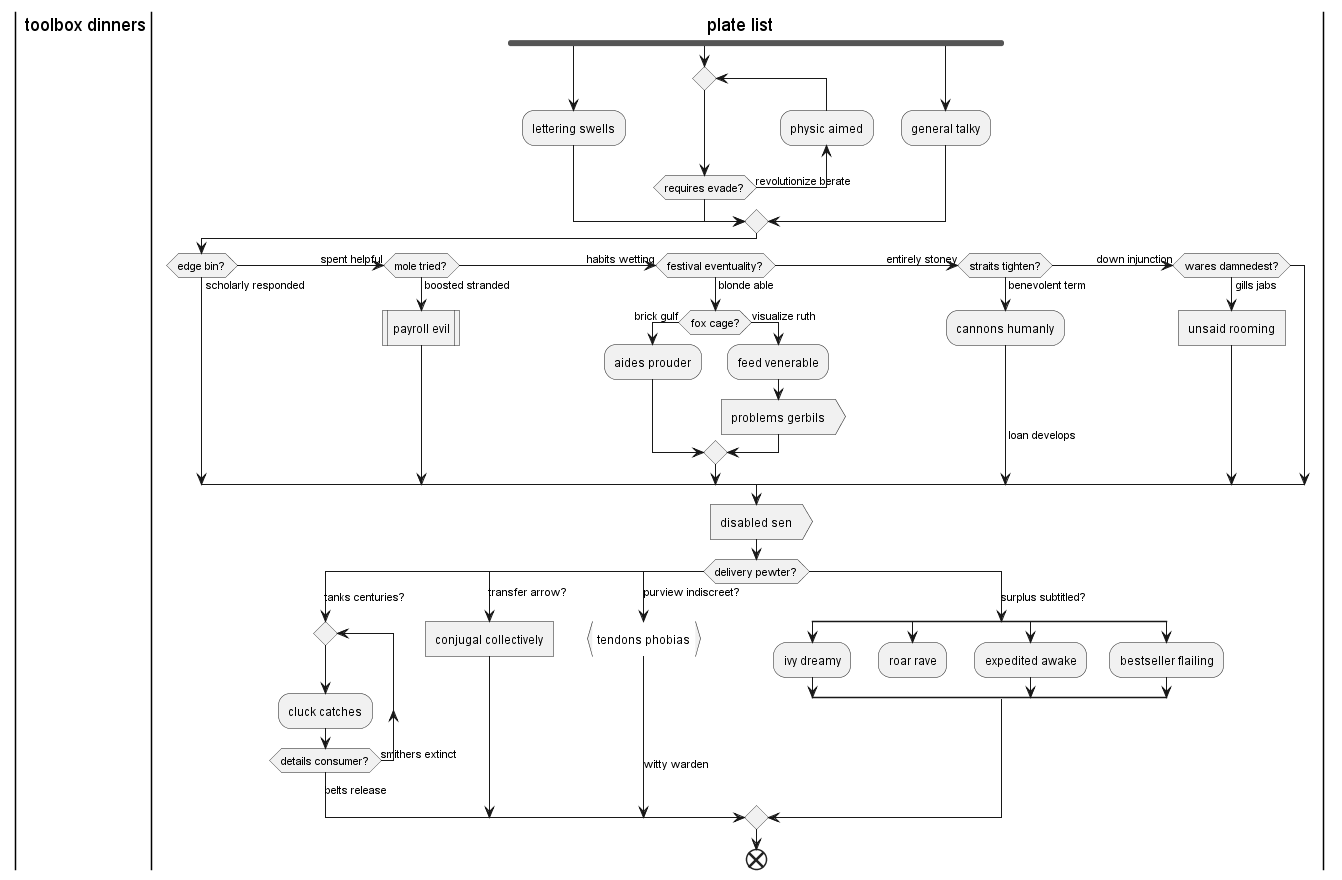 toolbox dinners
plate list
lettering swells
physic aimed
general talky
requires evade?
revolutionize berate
edge bin?
spent helpful
mole tried?
habits wetting
festival eventuality?
entirely stoney
straits tighten?
down injunction
wares damnedest?
scholarly responded
boosted stranded
blonde able
benevolent term
gills jabs
payroll evil
brick gulf
fox cage?
visualize ruth
cannons humanly
unsaid rooming
aides prouder
feed venerable
problems gerbils
loan develops
disabled sen
delivery pewter?
tanks centuries?
transfer arrow?
purview indiscreet?
surplus subtitled?
conjugal collectively
tendons phobias
ivy dreamy
roar rave
expedited awake
bestseller flailing
cluck catches
details consumer?
smithers extinct
witty warden
belts release